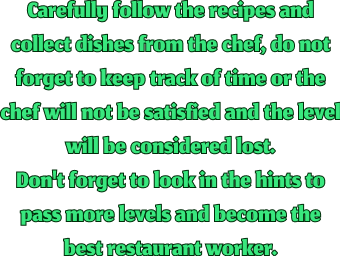 Carefully follow the recipes and
collect dishes from the chef, do not
forget to keep track of time or the
chef will not be satisfied and the level
will be considered lost.
Don't forget to look in the hints to
pass more levels and become the
best restaurant worker.